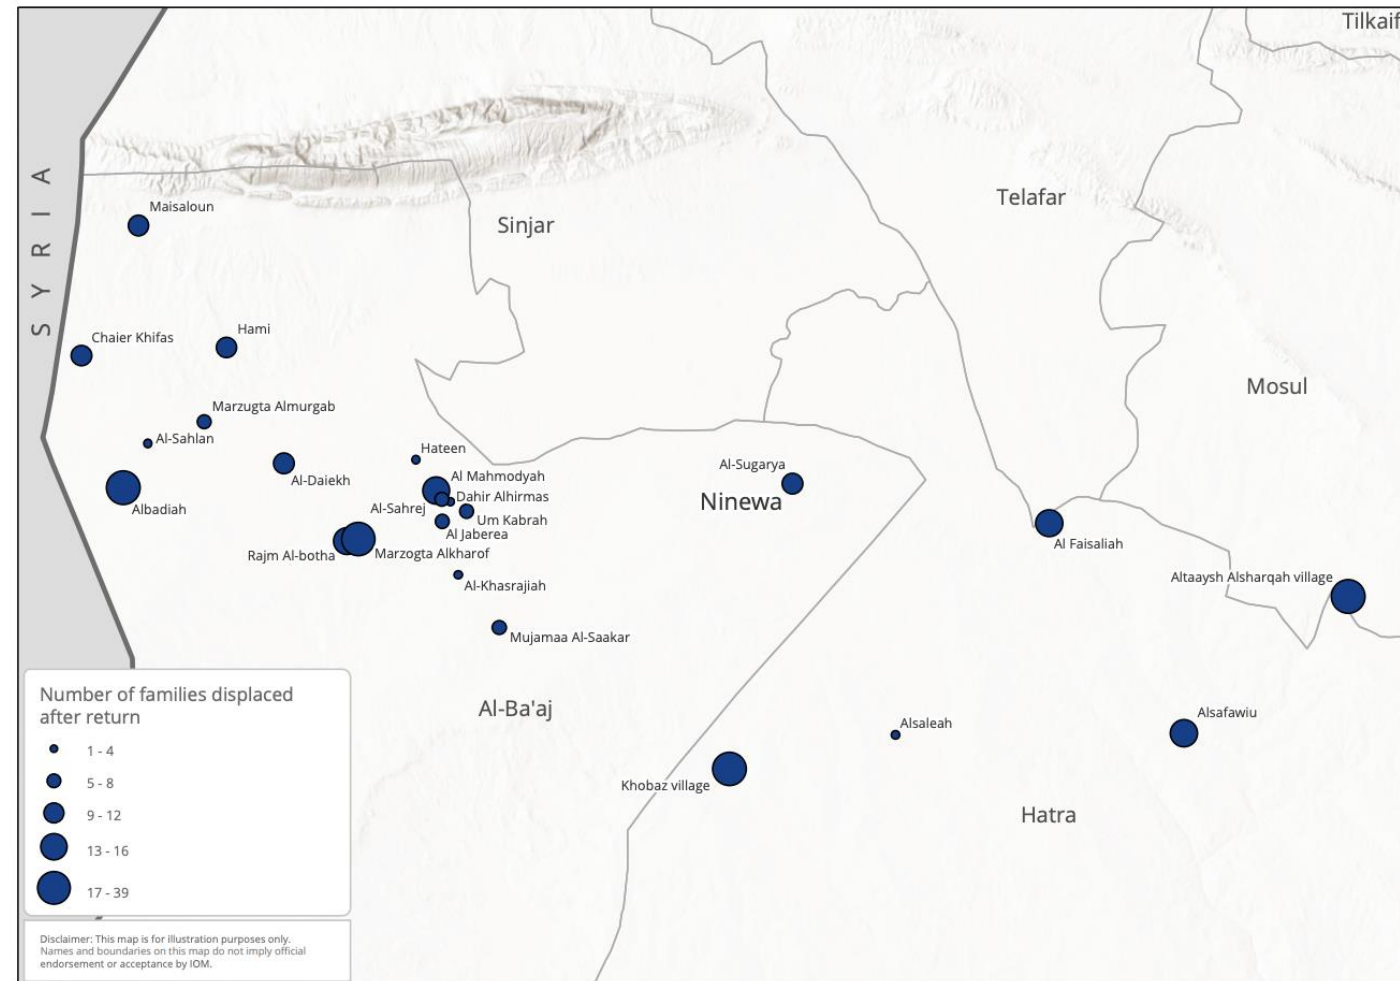 Tilkaif
SYRIA
Maisaloun
Sinjar
Telafar
Chaier Khifas
Hami
Mosul
Marzugta Almurgab
Al-Sahlan
Hateen
Al-Daiekh
Al Mahmodyah
Al-Sugarya
Albadiah
Al-Sahrej
Dahir Alhirmas
Ninewa
Um Kabrah
Al Jaberea
Al Faisaliah
Rajm Al-botha
Marzogta Alkharof
Al-Khasrajiah
Altaaysh Alsharqah village
Mujamaa Al-Saakar
Al-Ba'aj
Alsaleah
Alsafawiu
Khobaz village
Hatra
Number of families displaced
after return
1 - 4
5 - 8
9 - 12
13 - 16
17 - 39
Disclaimer: This map is for illustration purposes only.
Names and boundaries on this map do not imply official
endorsement or acceptance by IOM.